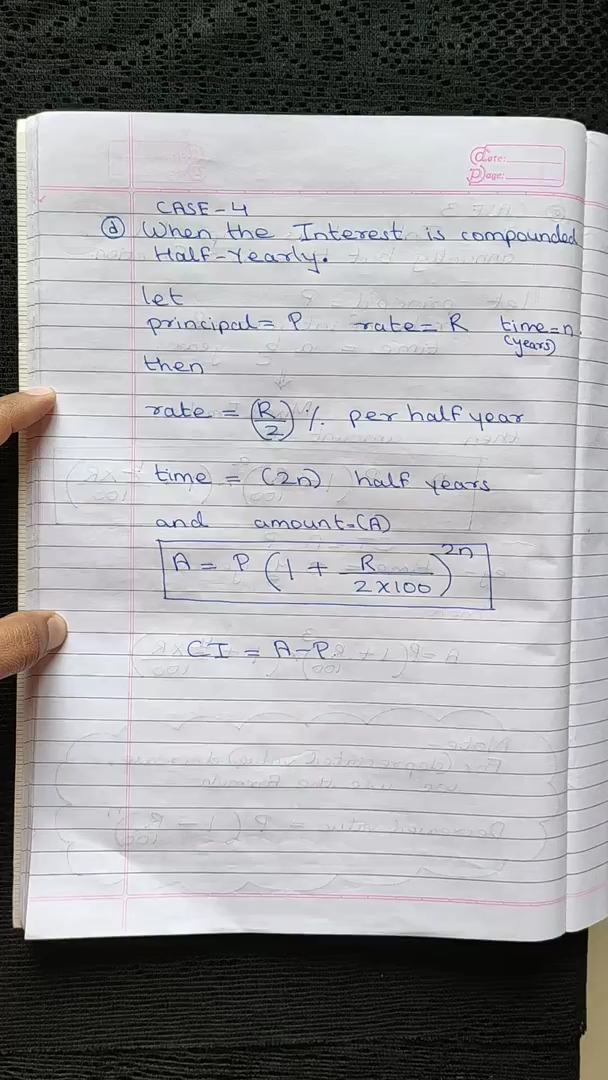 Date:
Page:
CASE-4
ⓓ When the Interest is compounded
Half-Yearly.
let
principal = P rate = R time = n
(years)
then
rate = (R/2) % per half year
time = (2n) half years
and amount = (A)
A = P (1 + R/2×100)^2n
CI = A-P